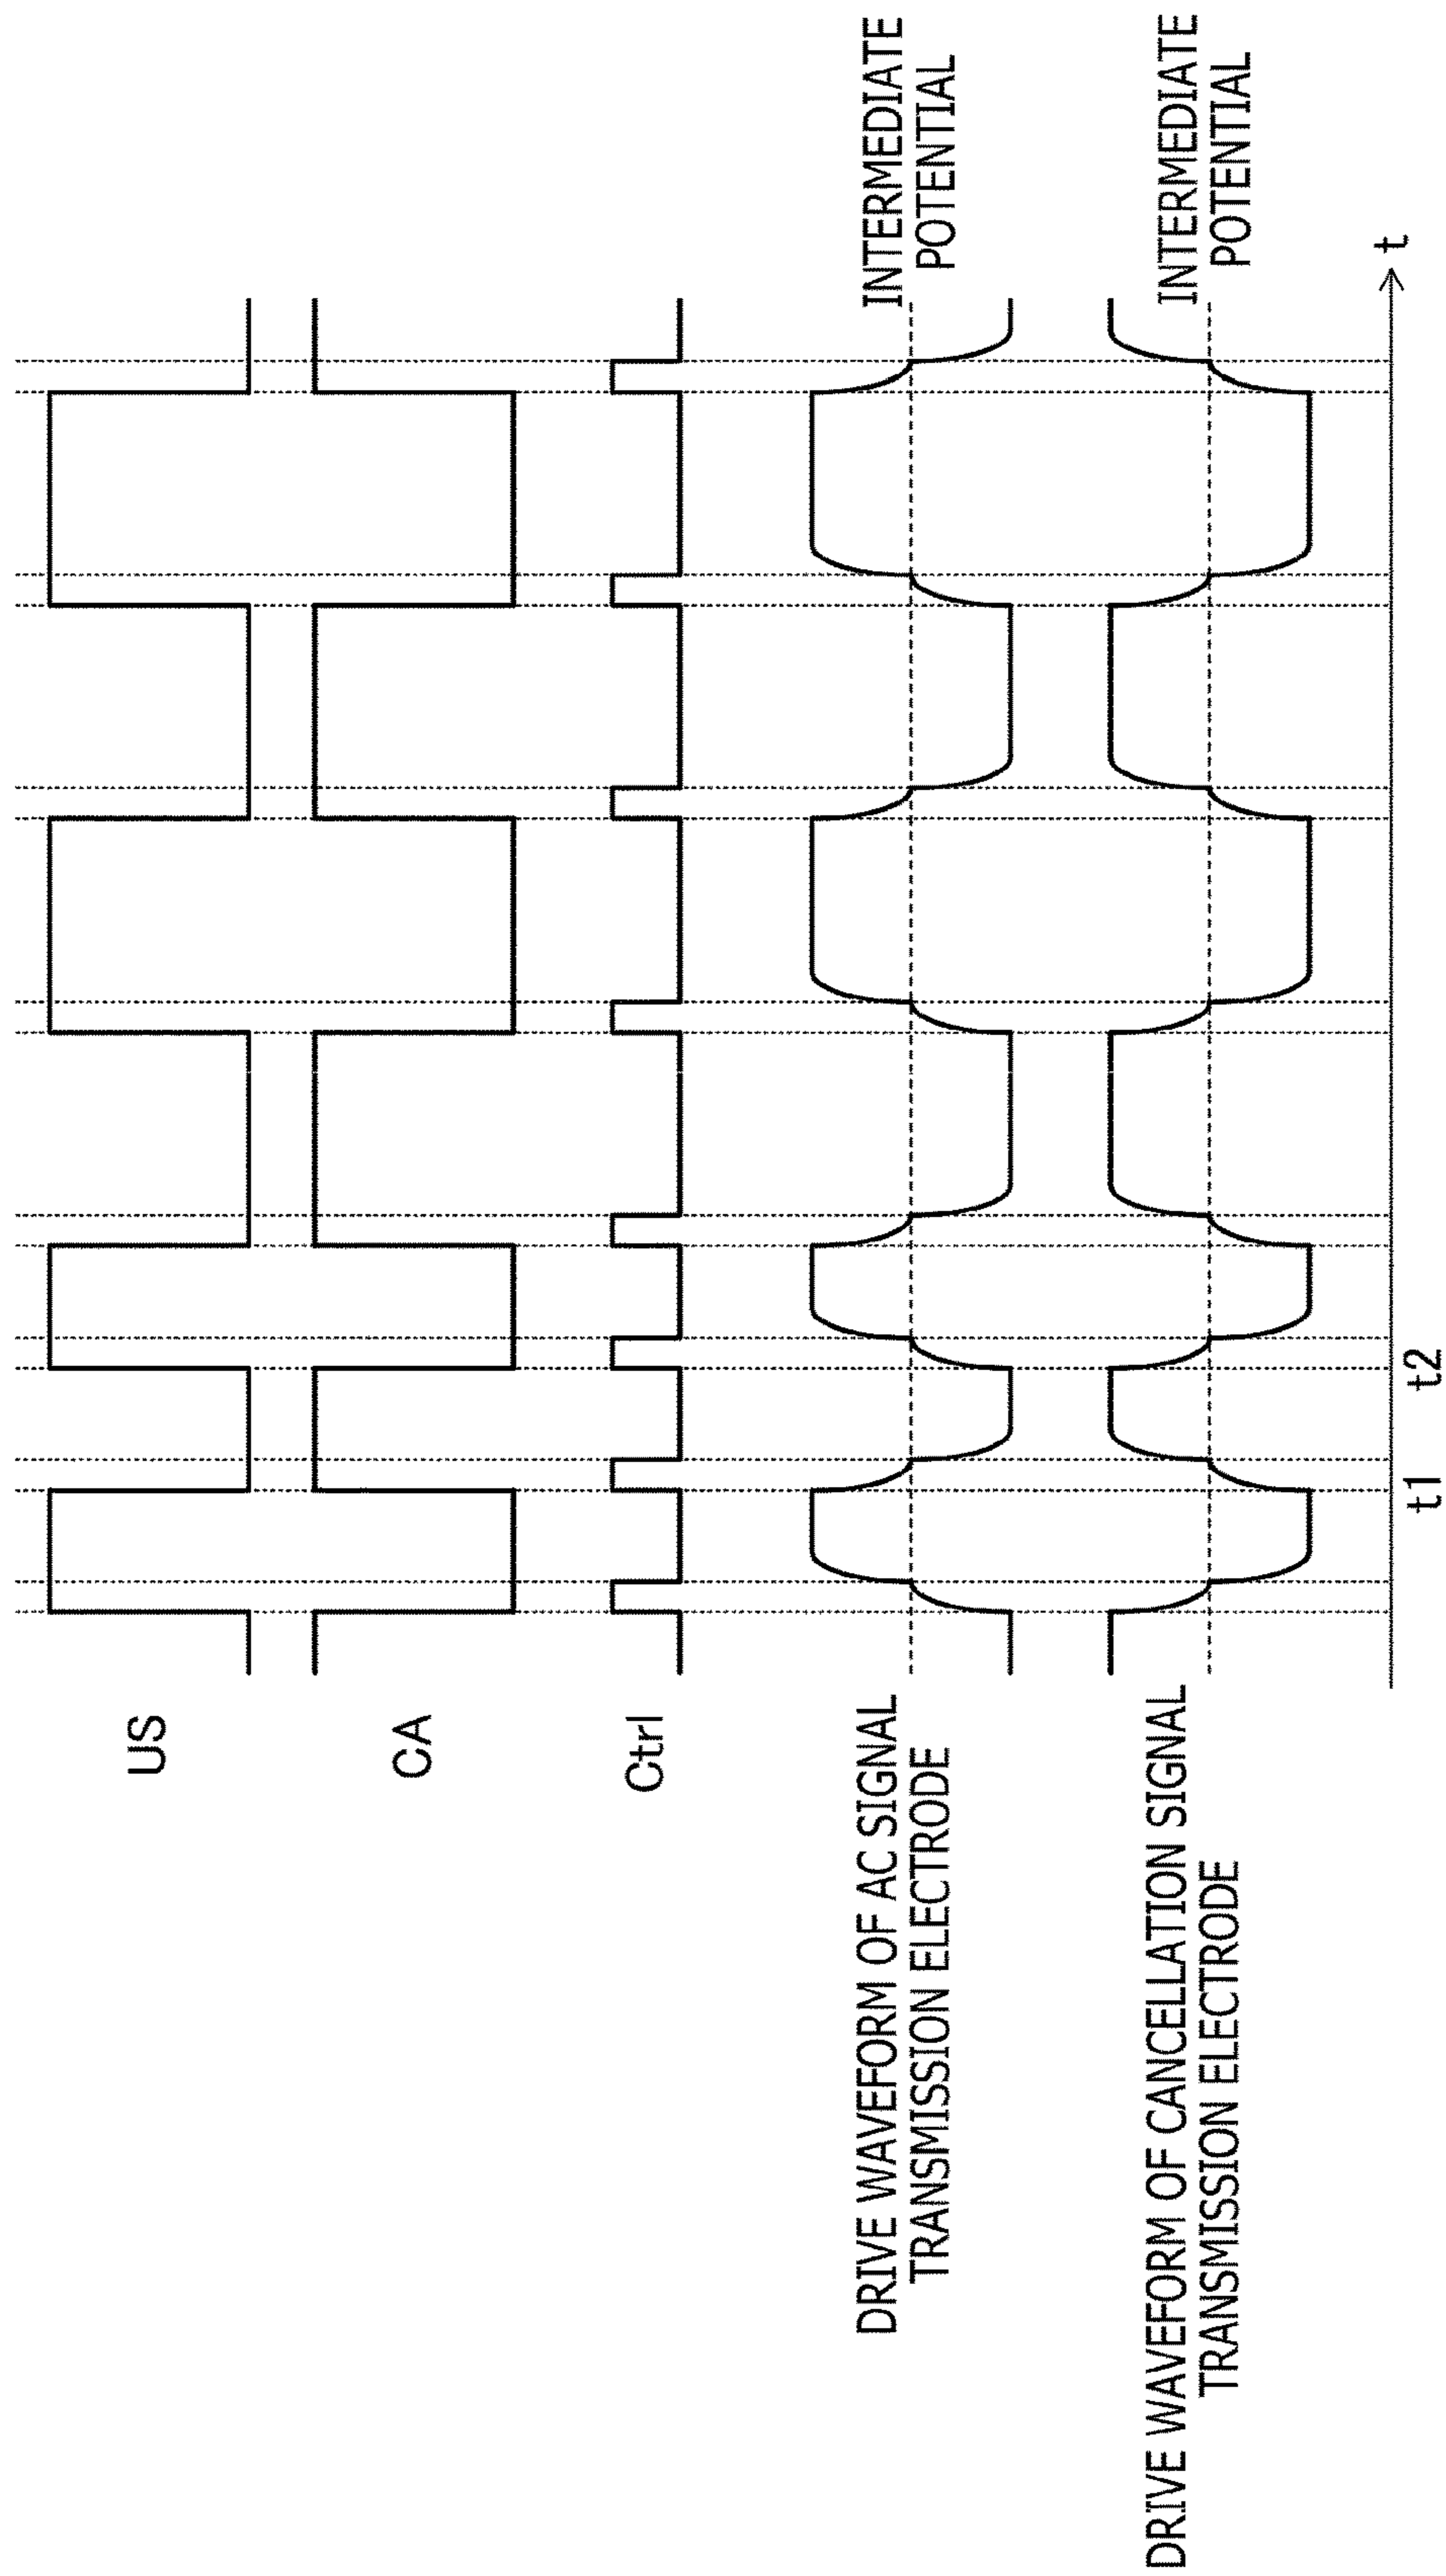 US
CA
Ctrl
DRIVE WAVEFORM OF AC SIGNAL
TRANSMISSION ELECTRODE
INTERMEDIATE
POTENTIAL
DRIVE WAVEFORM OF CANCELLATION SIGNAL
TRANSMISSION ELECTRODE
INTERMEDIATE
POTENTIAL
t
t1
t2